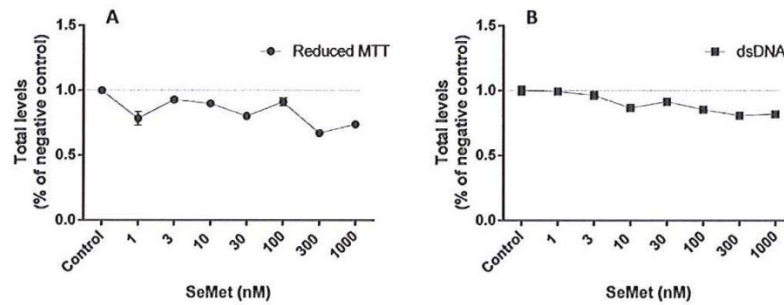 A
1.5
1.0
0.5
0.0
Total levels
(% of negative control)
Reduced MTT
Control
1
3
10
30
100
300
1000
SeMet (nM)
B
1.5
1.0
0.5
0.0
Total levels
(% of negative control)
dsDNA
Control
1
3
10
30
100
300
1000
SeMet (nM)